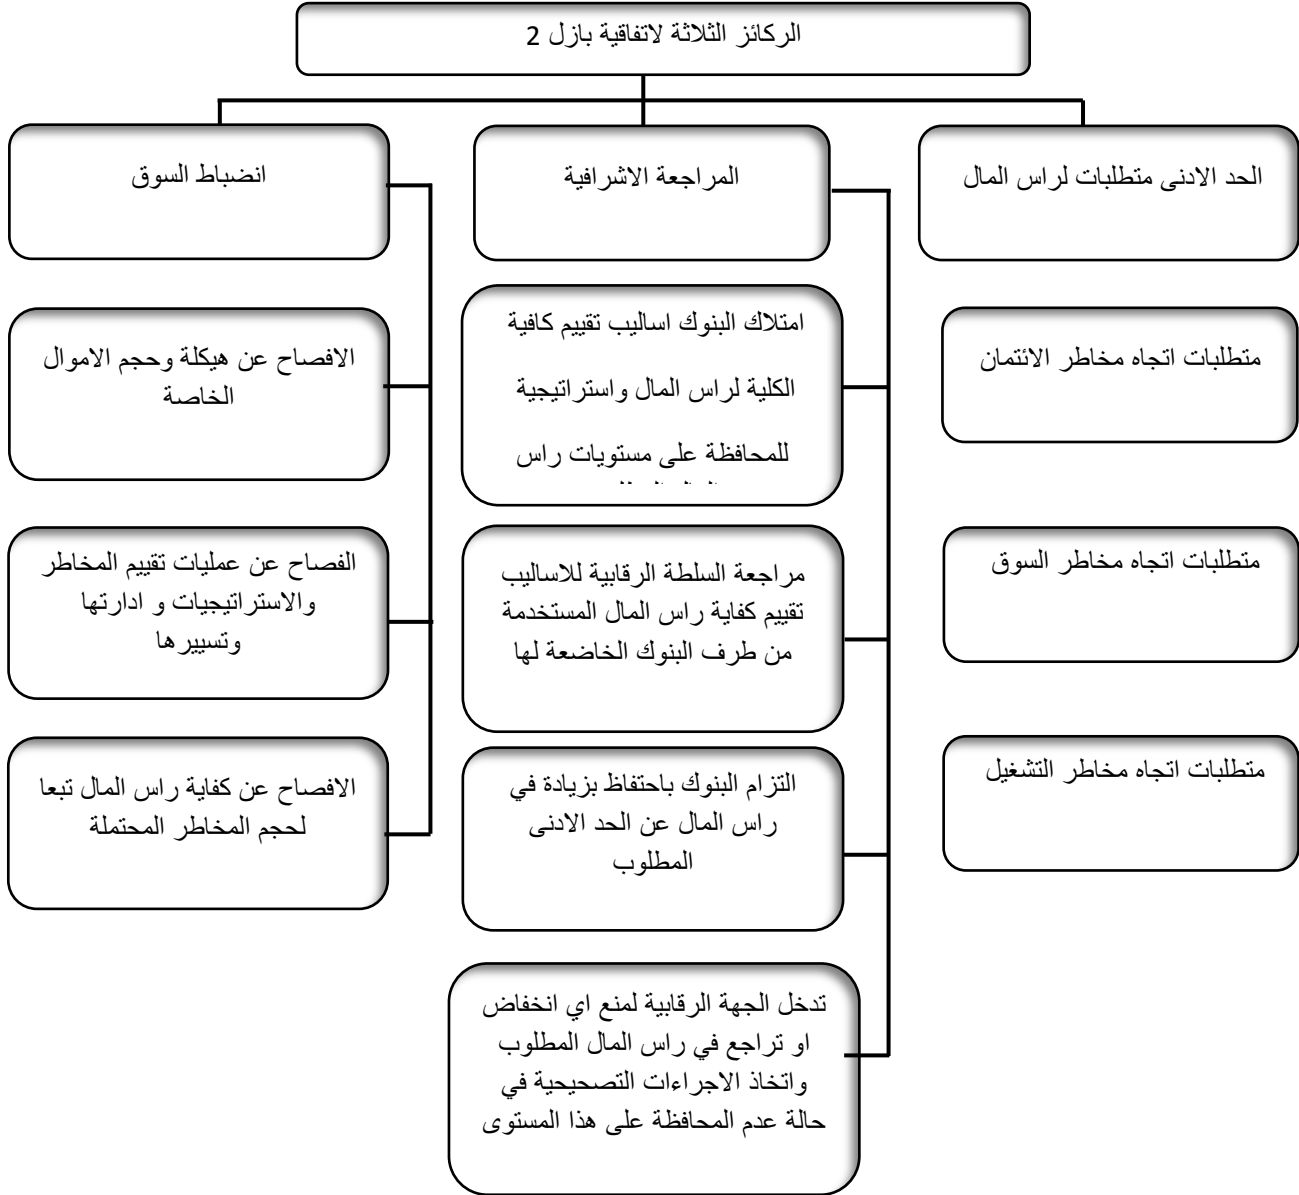 الركائز الثلاثة لاتفاقية بازل 2
الحد الادنى متطلبات لراس المال
المراجعة الاشرافية
انضباط السوق
متطلبات اتجاه مخاطر الائتمان
متطلبات اتجاه مخاطر السوق
متطلبات اتجاه مخاطر التشغيل
امتلاك البنوك اساليب تقييم كافية
الكلية لراس المال واستراتيجية
للمحافظة على مستويات راس
مراجعة السلطة الرقابية للاساليب
تقييم كفاية راس المال المستخدمة
من طرف البنوك الخاضعة لها
التزام البنوك باحتفاظ بزيادة في
راس المال عن الحد الادنى
المطلوب
تدخل الجهة الرقابية لمنع اي انخفاض
او تراجع في راس المال المطلوب
واتخاذ الاجراءات التصحيحية في
حالة عدم المحافظة على هذا المستوى
الافصاح عن هيكلة وحجم الاموال
الخاصة
الفصاح عن عمليات تقييم المخاطر
والاستراتيجيات و ادارتها
وتسييرها
الافصاح عن كفاية راس المال تبعا
لحجم المخاطر المحتملة